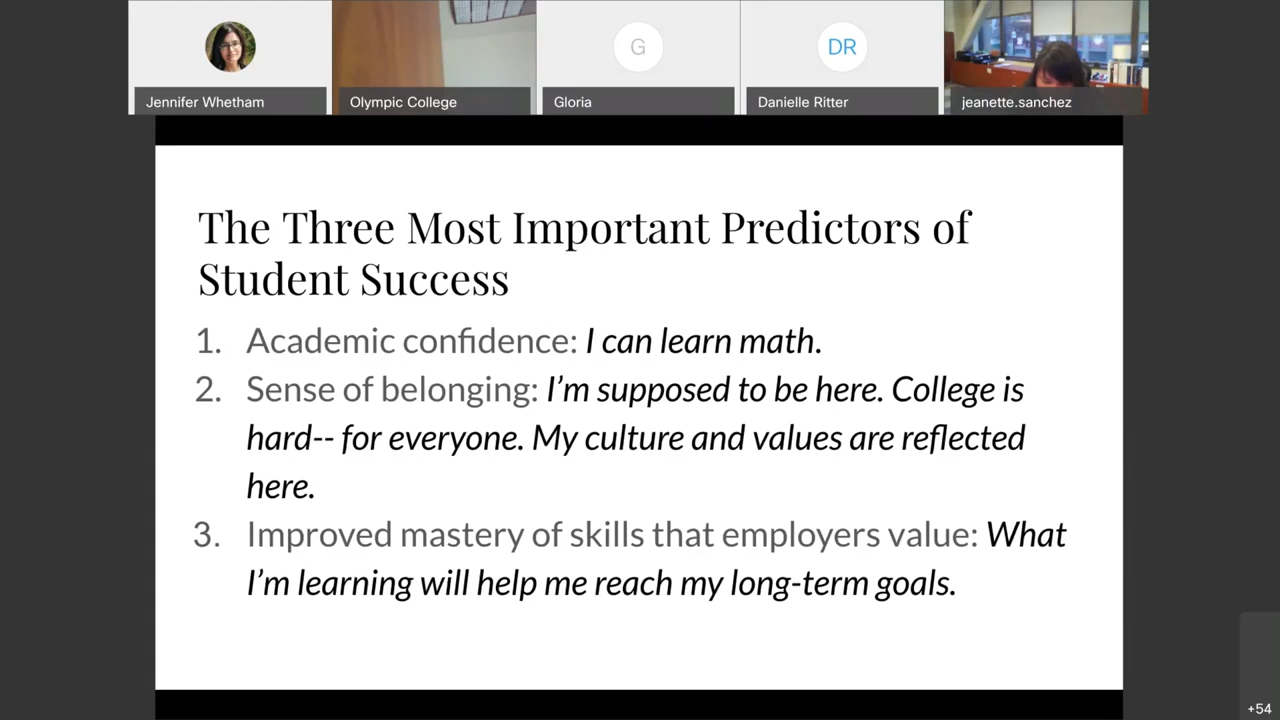 Jennifer Whetham
Olympic College
G
Gloria
DR
Danielle Ritter
jeanette.sanchez
The Three Most Important Predictors of
Student Success
1. Academic confidence: I can learn math.
2. Sense of belonging: I'm supposed to be here. College is
hard-- for everyone. My culture and values are reflected
here.
3. Improved mastery of skills that employers value: What
I'm learning will help me reach my long-term goals.
+54